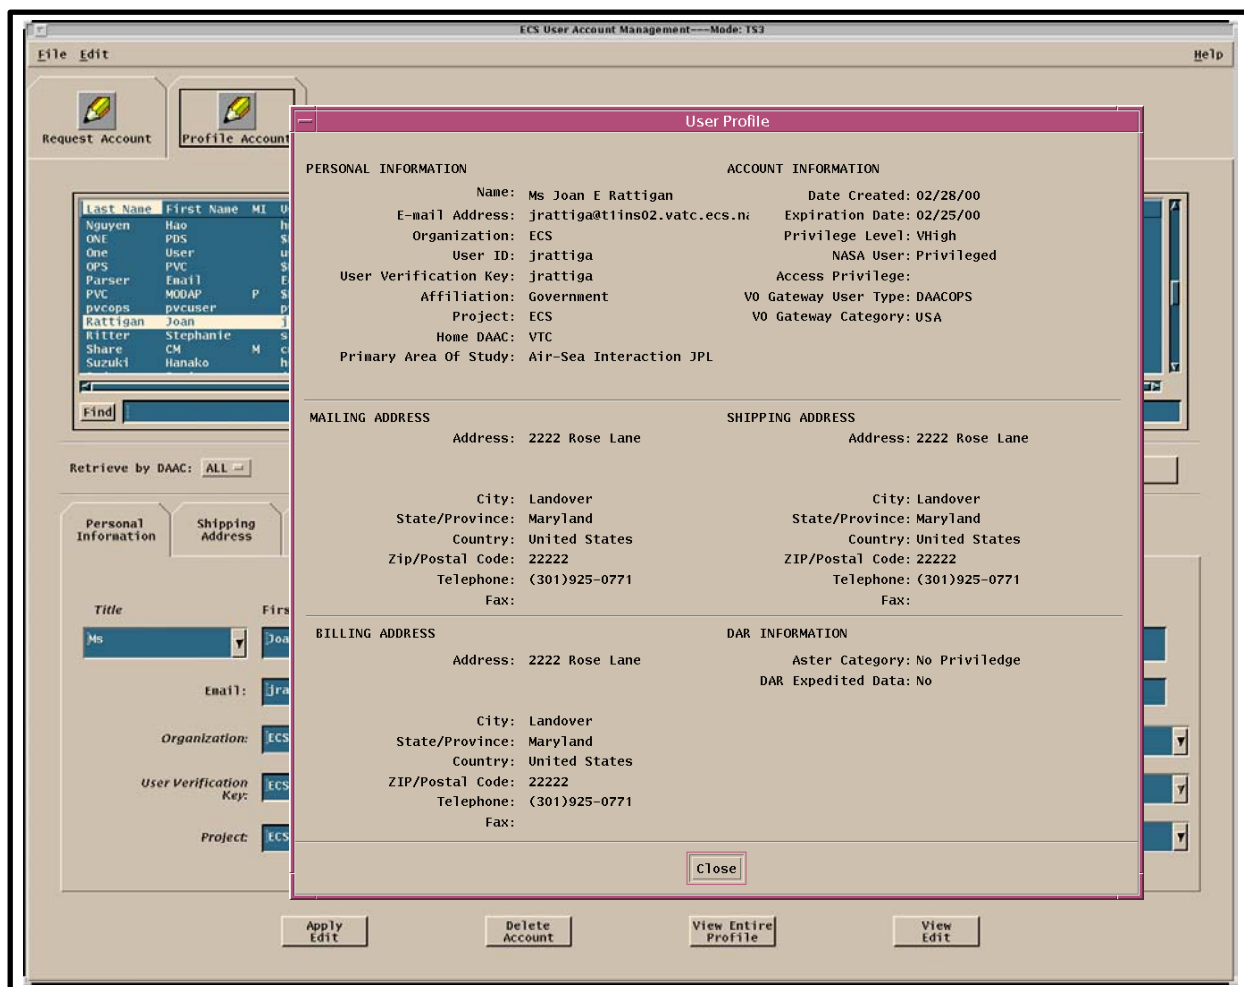 ECS User Account Management---Mode: TS3
File Edit Help
Request Account
Profile Account
User Profile
PERSONAL INFORMATION
Name: Ms Joan E Rattigan
E-mail Address: jrattiga@t1ins02.vatc.ecs.na
Organization: ECS
User ID: jrattiga
User Verification Key: jrattiga
Affiliation: Government
Project: ECS
Home DAAC: VTC
Primary Area Of Study: Air-Sea Interaction JPL
ACCOUNT INFORMATION
Date Created: 02/28/00
Expiration Date: 02/25/00
Privilege Level: VHigh
NASA User: Privileged
Access Privilege:
V0 Gateway User Type: DAACOPS
V0 Gateway Category: USA
MAILING ADDRESS
Address: 2222 Rose Lane
City: Landover
State/Province: Maryland
Country: United States
Zip/Postal Code: 22222
Telephone: (301)925-0771
Fax:
SHIPPING ADDRESS
Address: 2222 Rose Lane
City: Landover
State/Province: Maryland
Country: United States
ZIP/Postal Code: 22222
Telephone: (301)925-0771
Fax:
BILLING ADDRESS
Address: 2222 Rose Lane
City: Landover
State/Province: Maryland
Country: United States
ZIP/Postal Code: 22222
Telephone: (301)925-0771
Fax:
DAR INFORMATION
Aster Category: No Priviledge
DAR Expedited Data: No
Close
Last Name First Name MI
Nguyen Hao
ONE PDS
One User
OPS PVC
Parser Email
PVC MODAP P
pvcops pvcuser
Rattigan Joan
Ritter Stephanie
Share CM M
Suzuki Hanako
Find
Retrieve by DAAC: ALL
Personal
Information
Shipping
Address
Title
Ms
Email:
Organization: ECS
User Verification
Key: ECS
Project: ECS
Apply
Edit
Delete
Account
View Entire
Profile
View
Edit